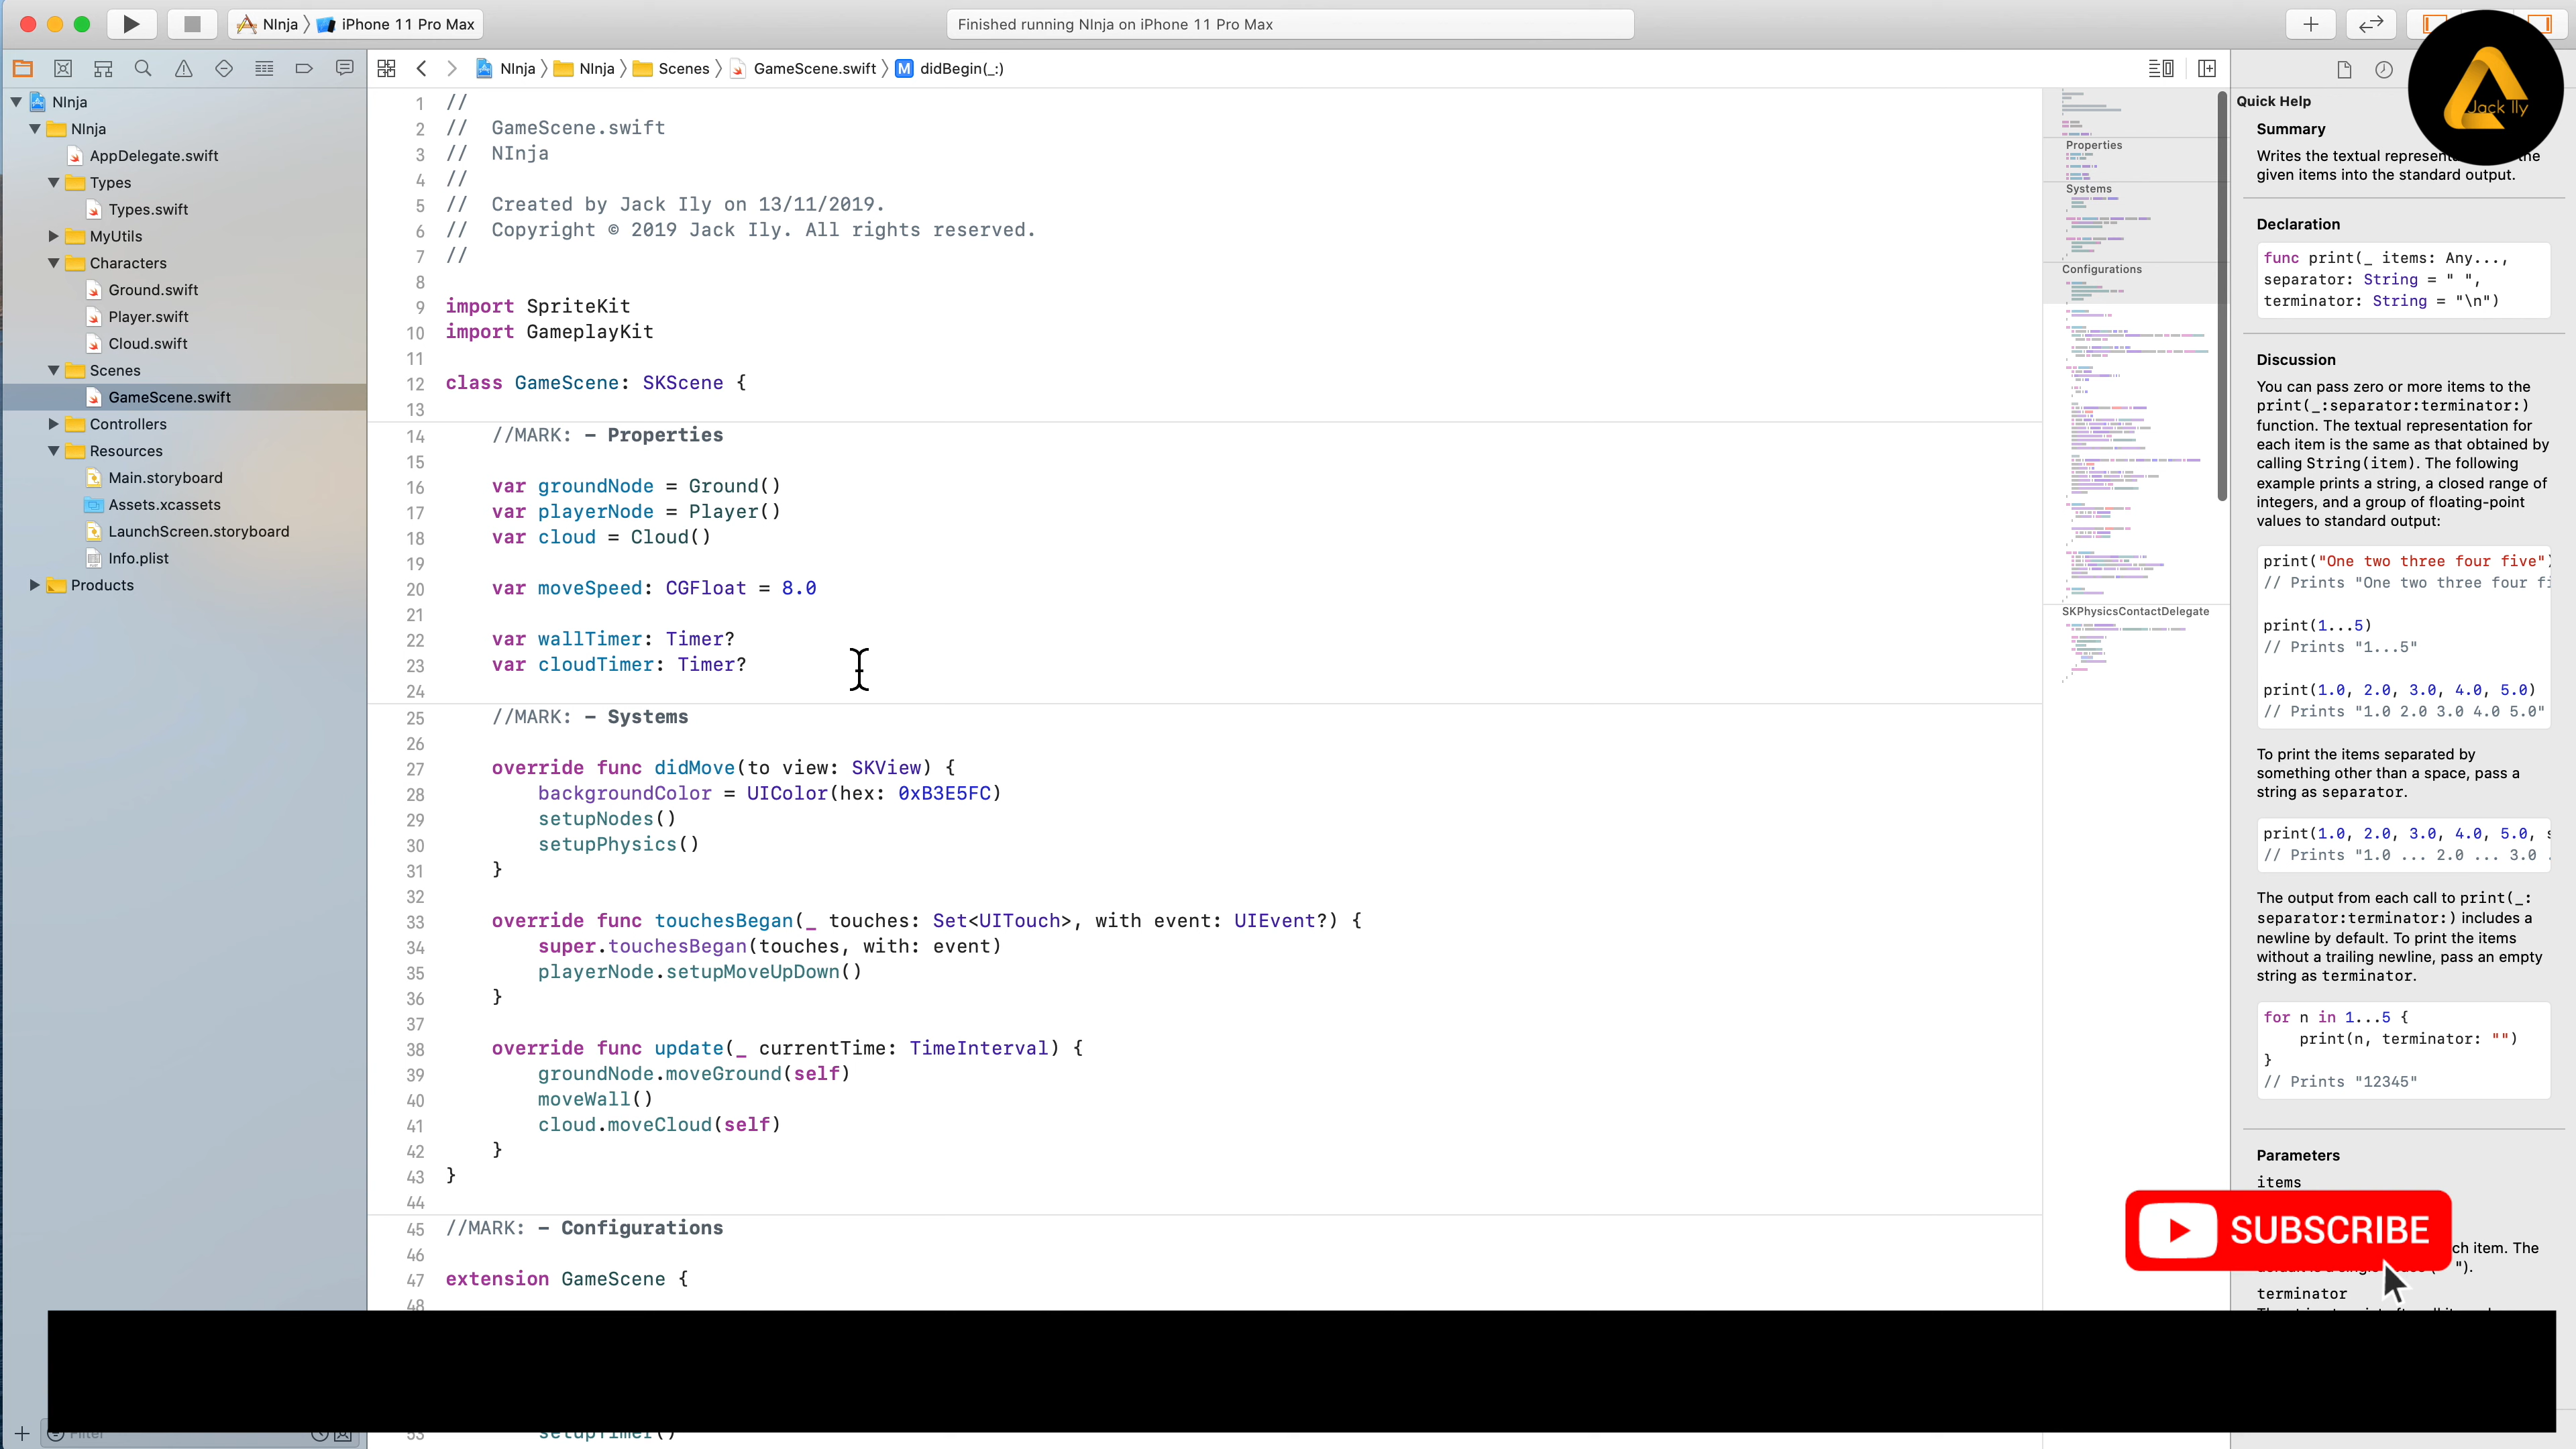 NInja
iPhone 11 Pro Max
Finished running NInja on iPhone 11 Pro Max
NInja
NInja
Scenes
GameScene.swift
M
didBegin(_:)
NInja
NInja
AppDelegate.swift
Types
Types.swift
MyUtils
Characters
Ground.swift
Player.swift
Cloud.swift
Scenes
GameScene.swift
Controllers
Resources
Main.storyboard
Assets.xcassets
LaunchScreen.storyboard
Info.plist
Products
Filter
1 //
2 // GameScene.swift
3 // NInja
4 //
5 // Created by Jack Ily on 13/11/2019.
6 // Copyright © 2019 Jack Ily. All rights reserved.
7 //
8
9 import SpriteKit
10 import GameplayKit
11
12 class GameScene: SKScene {
13
14 //MARK: - Properties
15
16 var groundNode = Ground()
17 var playerNode = Player()
18 var cloud = Cloud()
19
20 var moveSpeed: CGFloat = 8.0
21
22 var wallTimer: Timer?
23 var cloudTimer: Timer?
24
25 //MARK: - Systems
26
27 override func didMove(to view: SKView) {
28 backgroundColor = UIColor(hex: 0xB3E5FC)
29 setupNodes()
30 setupPhysics()
31 }
32
33 override func touchesBegan(_ touches: Set<UITouch>, with event: UIEvent?) {
34 super.touchesBegan(touches, with: event)
35 playerNode.setupMoveUpDown()
36 }
37
38 override func update(_ currentTime: TimeInterval) {
39 groundNode.moveGround(self)
40 moveWall()
41 cloud.moveCloud(self)
42 }
43 }
44
45 //MARK: - Configurations
46
47 extension GameScene {
48
53 setupTimer()
Properties
Systems
Configurations
SKPhysicsContactDelegate
Jack Ily
Quick Help
Summary
Writes the textual the
given items into the standard output.
Declaration
func print(_ items: Any...,
separator: String = " ",
terminator: String = "\n")
Discussion
You can pass zero or more items to the
print(_:separator:terminator:)
function. The textual representation for
each item is the same as that obtained by
calling String(item). The following
example prints a string, a closed range of
integers, and a group of floating-point
values to standard output:
print("One two three four five")
// Prints "One two three four
print(1...5)
// Prints "1...5"
print(1.0, 2.0, 3.0, 4.0, 5.0)
// Prints "1.0 2.0 3.0 4.0 5.0"
To print the items separated by
something other than a space, pass a
string as separator.
print(1.0, 2.0, 3.0, 4.0, 5.0,
// Prints "1.0 ... 2.0 ... 3.0
The output from each call to print(_:
separator:terminator:) includes a
newline by default. To print the items
without a trailing newline, pass an empty
string as terminator.
for n in 1...5 {
print(n, terminator: "")
}
// Prints "12345"
Parameters
items
SUBSCRIBE
item. The
").
terminator